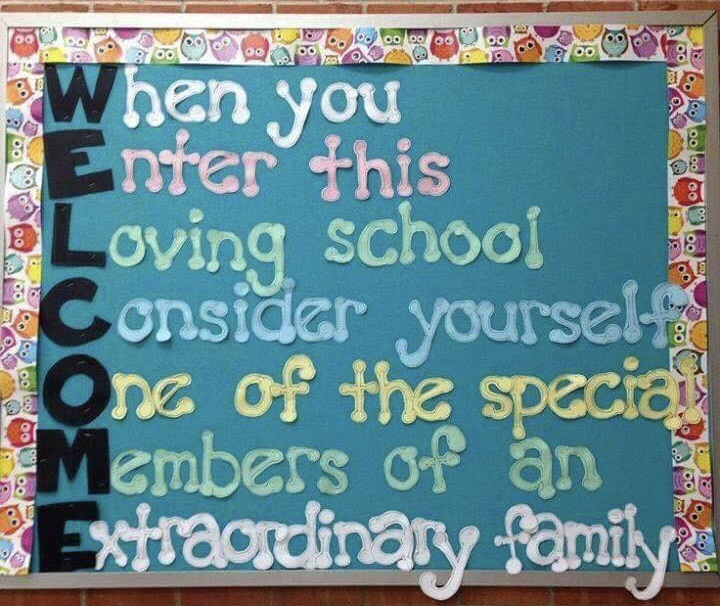 When you
Enter this
Loving school
Consider yourself
One of the special
Members of an
Extraordinary family